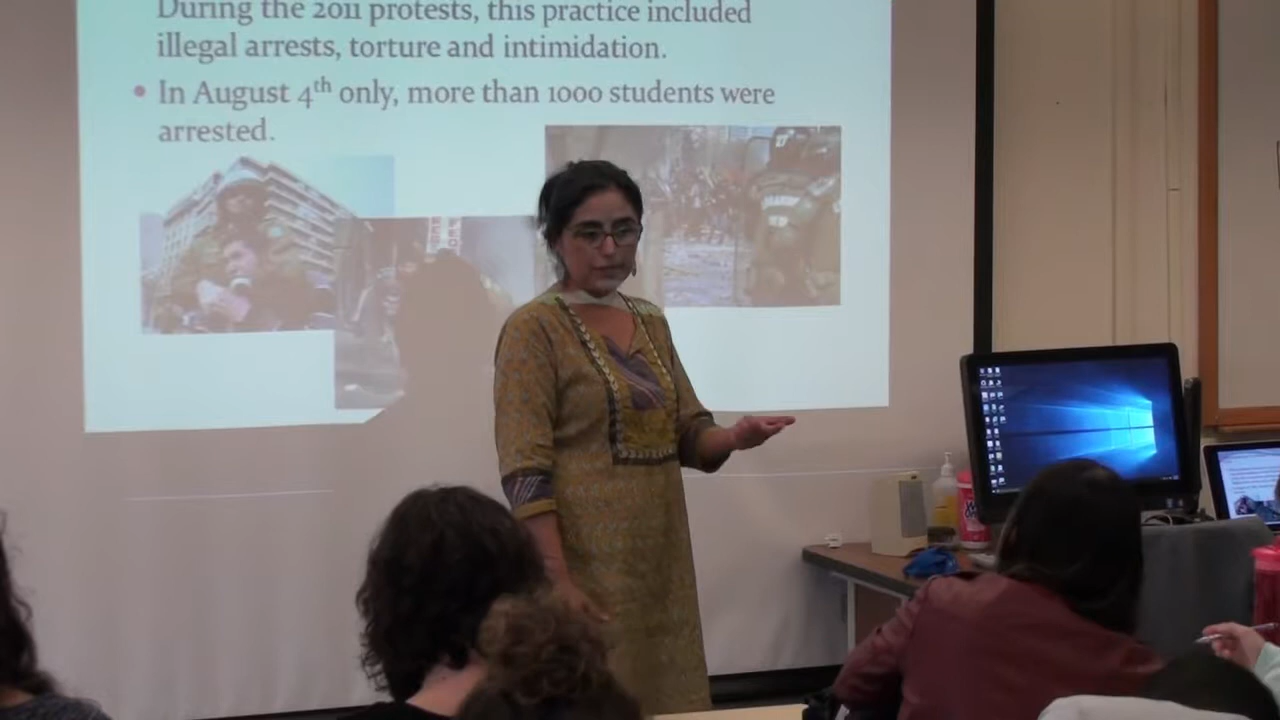 During the 2011 protests, this practice included
illegal arrests, torture and intimidation.
• In August 4th only, more than 1000 students were
arrested.